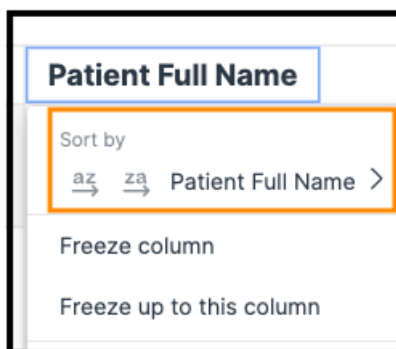 Patient Full Name
Sort by
az za Patient Full Name >
Freeze column
Freeze up to this column